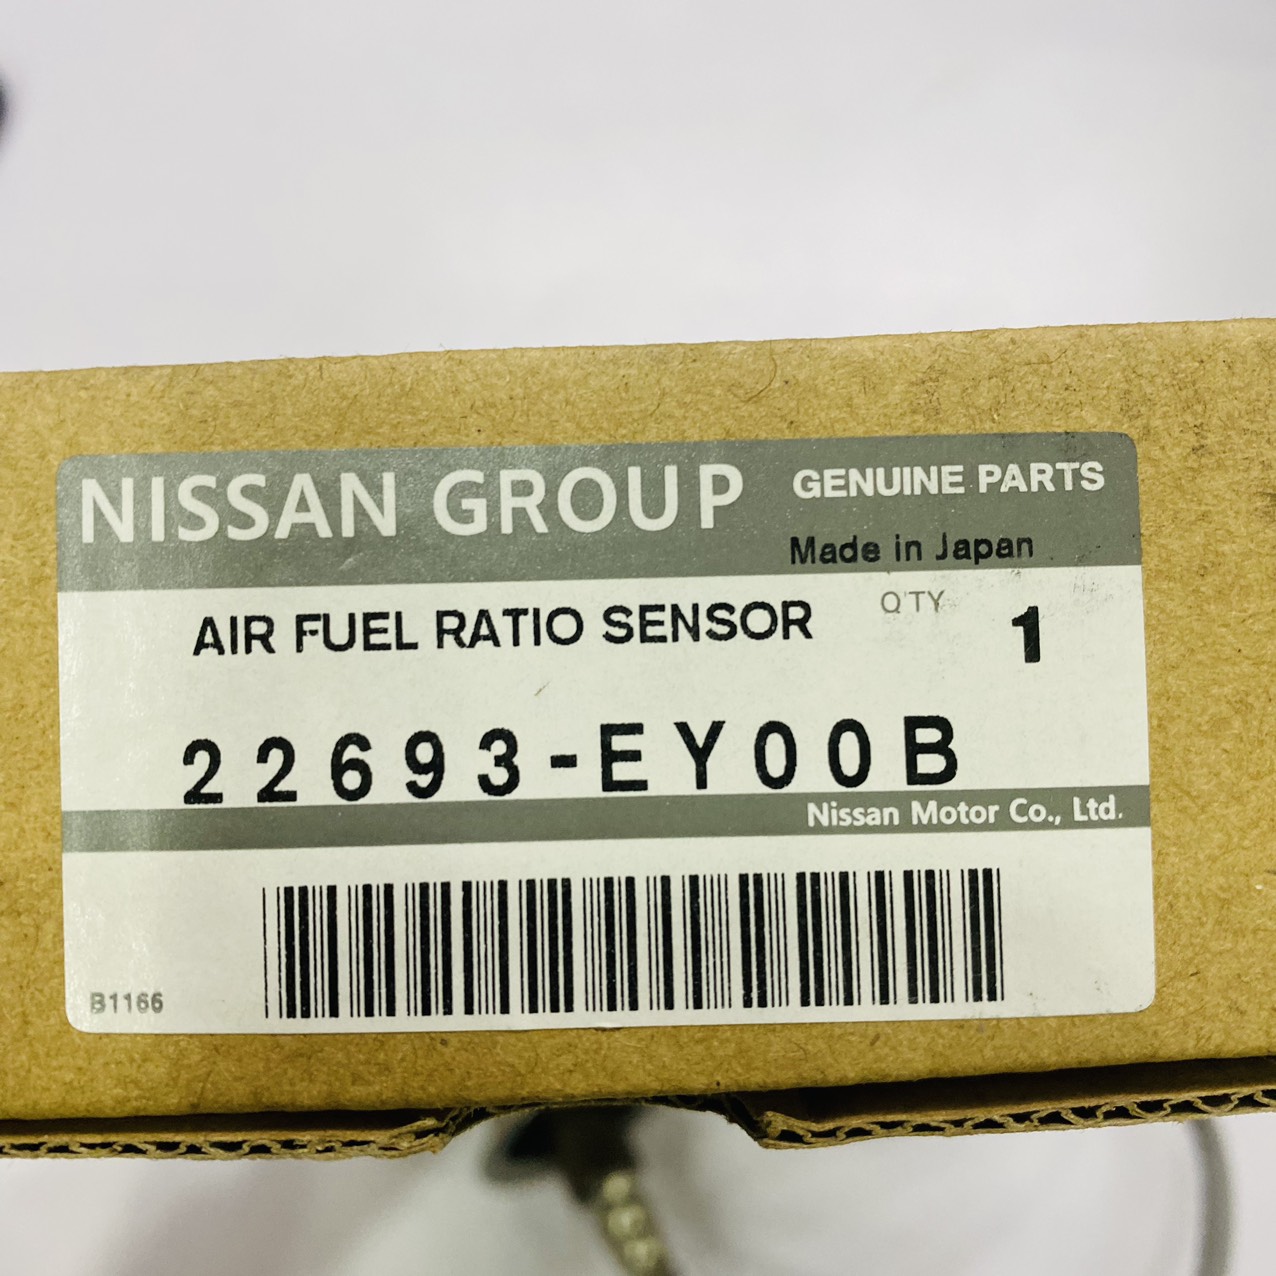 NISSAN GROUP GENUINE PARTS
Made in Japan
AIR FUEL RATIO SENSOR Q'TY 1
22693-EY00B
Nissan Motor Co., Ltd.
B1166